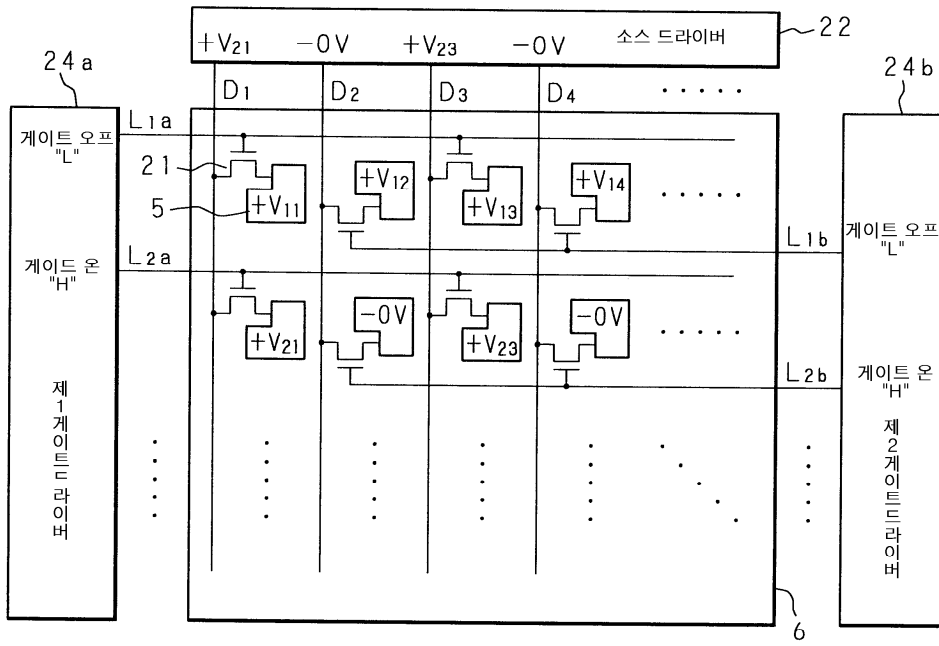 +V21 -0V +V23 -0V 소스 드라이버
22
24a
24b
D1 D2 D3 D4
L1a
게이트 오프
"L"
21
5
+V11
+V12
+V13
+V14
L1b
게이트 오프
"L"
게이드 온
"H"
L2a
+V21
-0V
+V23
-0V
L2b
게이트 온
"H"
제1게이트드라이버
제2게이트드라이버
6